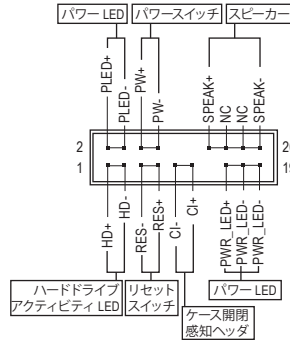 パワー LED
パワースイッチ
スピーカー
PLED+
PLED-
PW+
PW-
SPEAK+
NC
NC
SPEAK-
2
20
1
19
HD+
HD-
RES-
RES+
CI-
CI+
PWR_LED+
PWR_LED-
PWR_LED-
ハードドライブ
アクティビティ LED
リセット
スイッチ
パワー LED
ケース開閉
感知ヘッダ